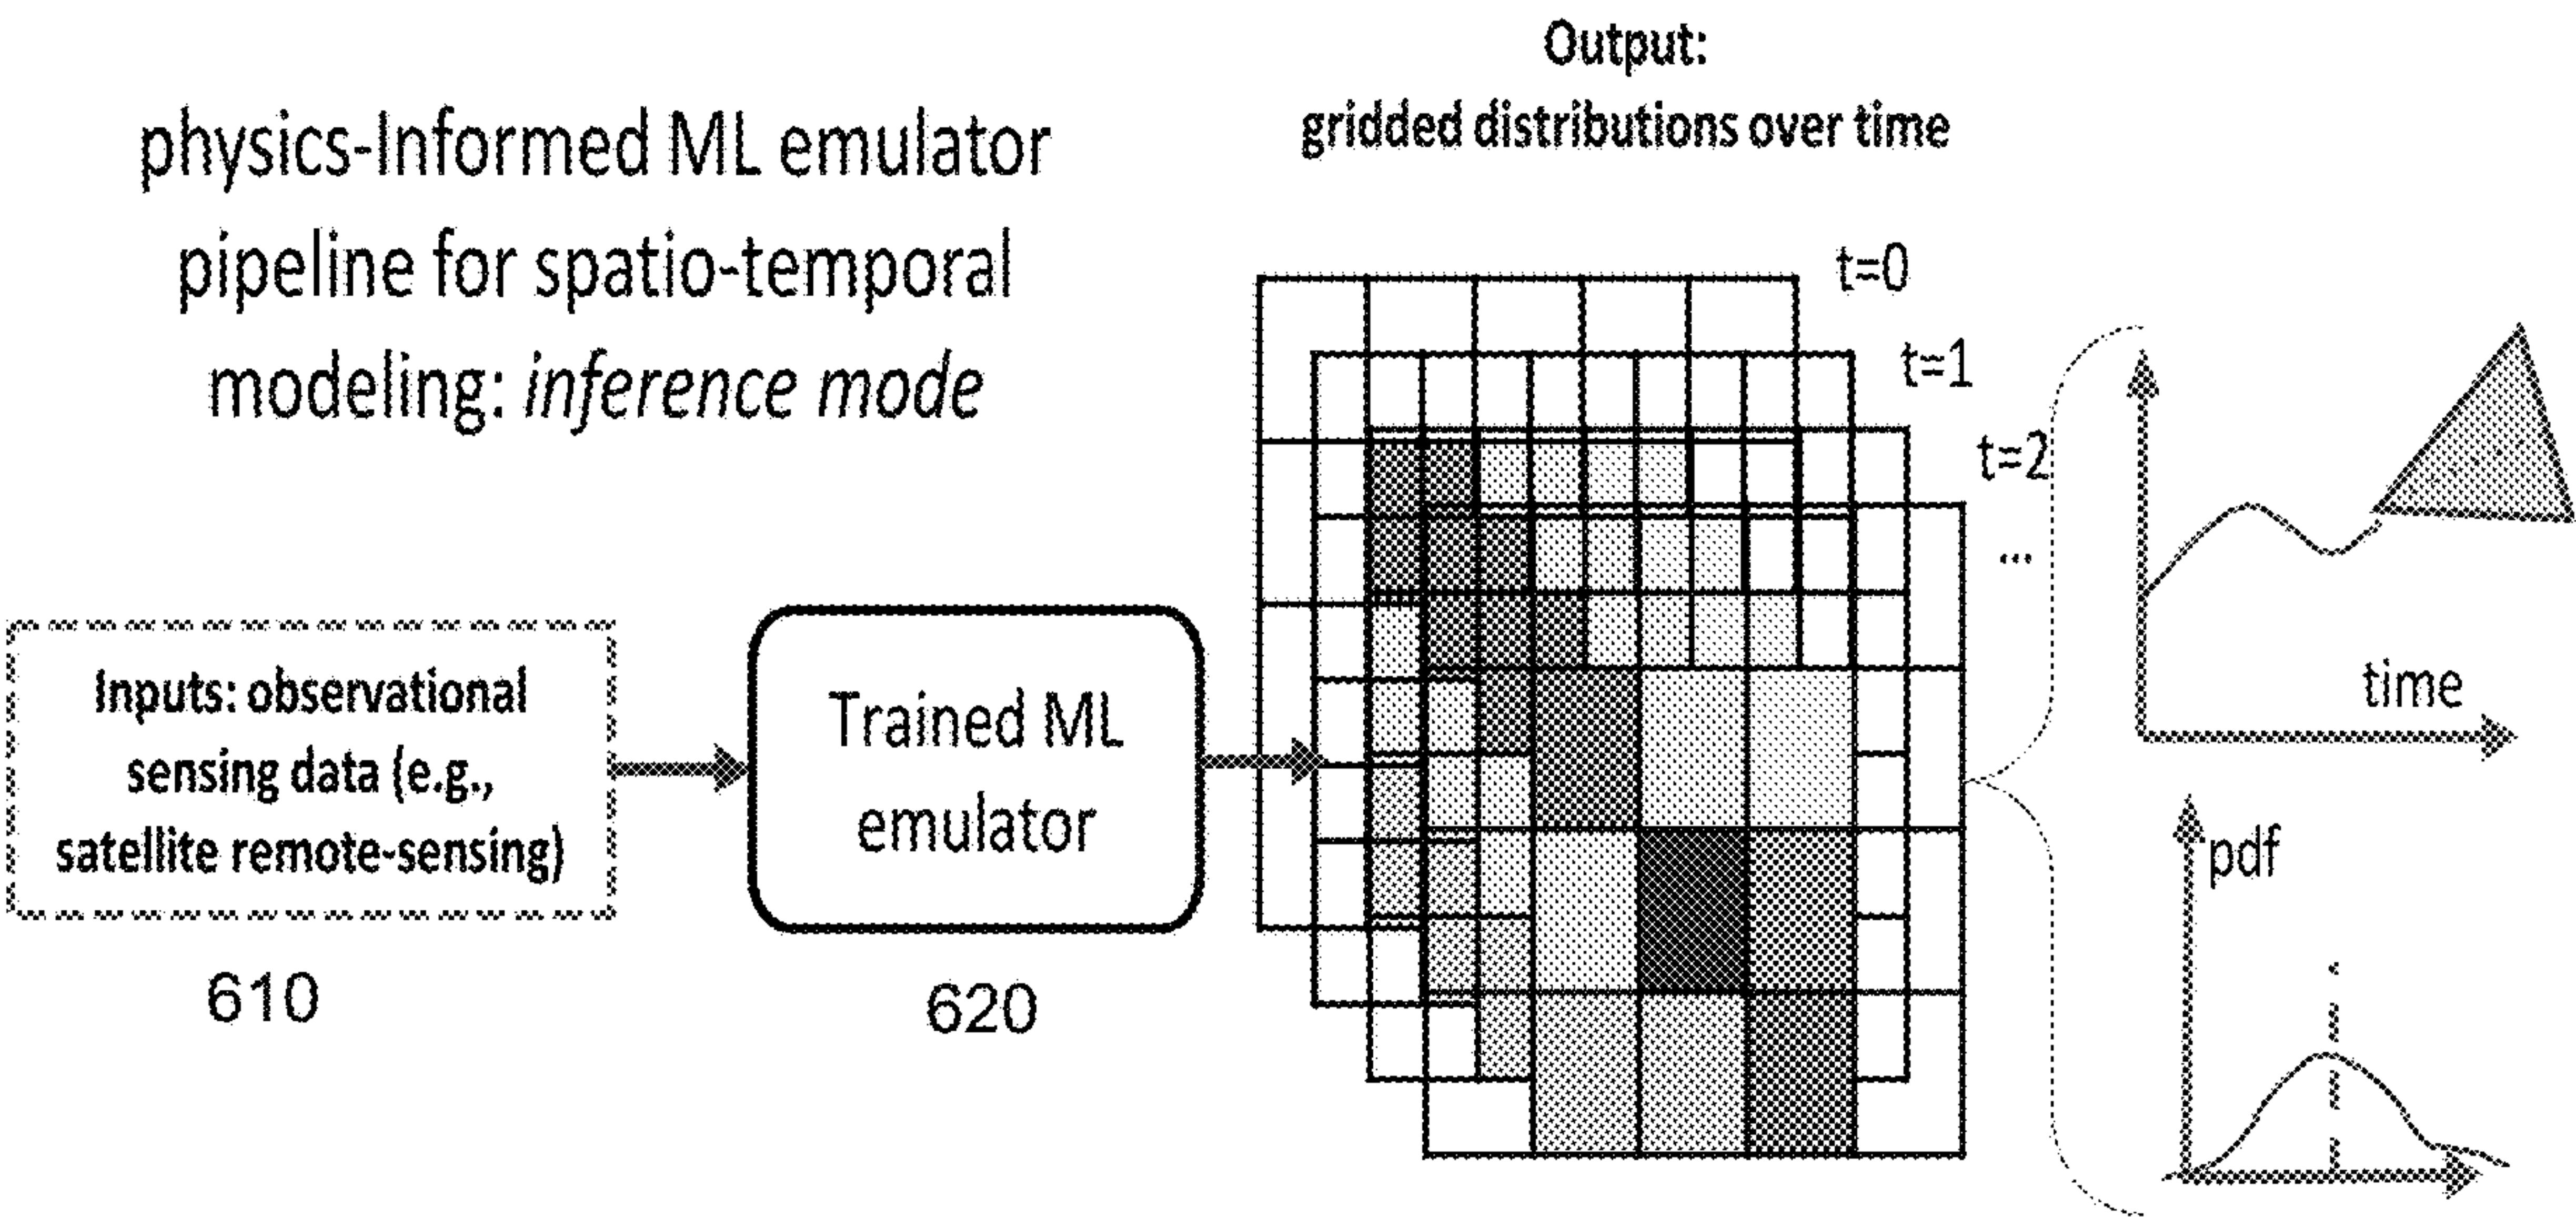 physics-Informed ML emulator
pipeline for spatio-temporal
modeling: inference mode
Output:
gridded distributions over time
t=0
t=1
t=2
...
Inputs: observational
sensing data (e.g.,
satellite remote-sensing)
610
Trained ML
emulator
620
time
pdf